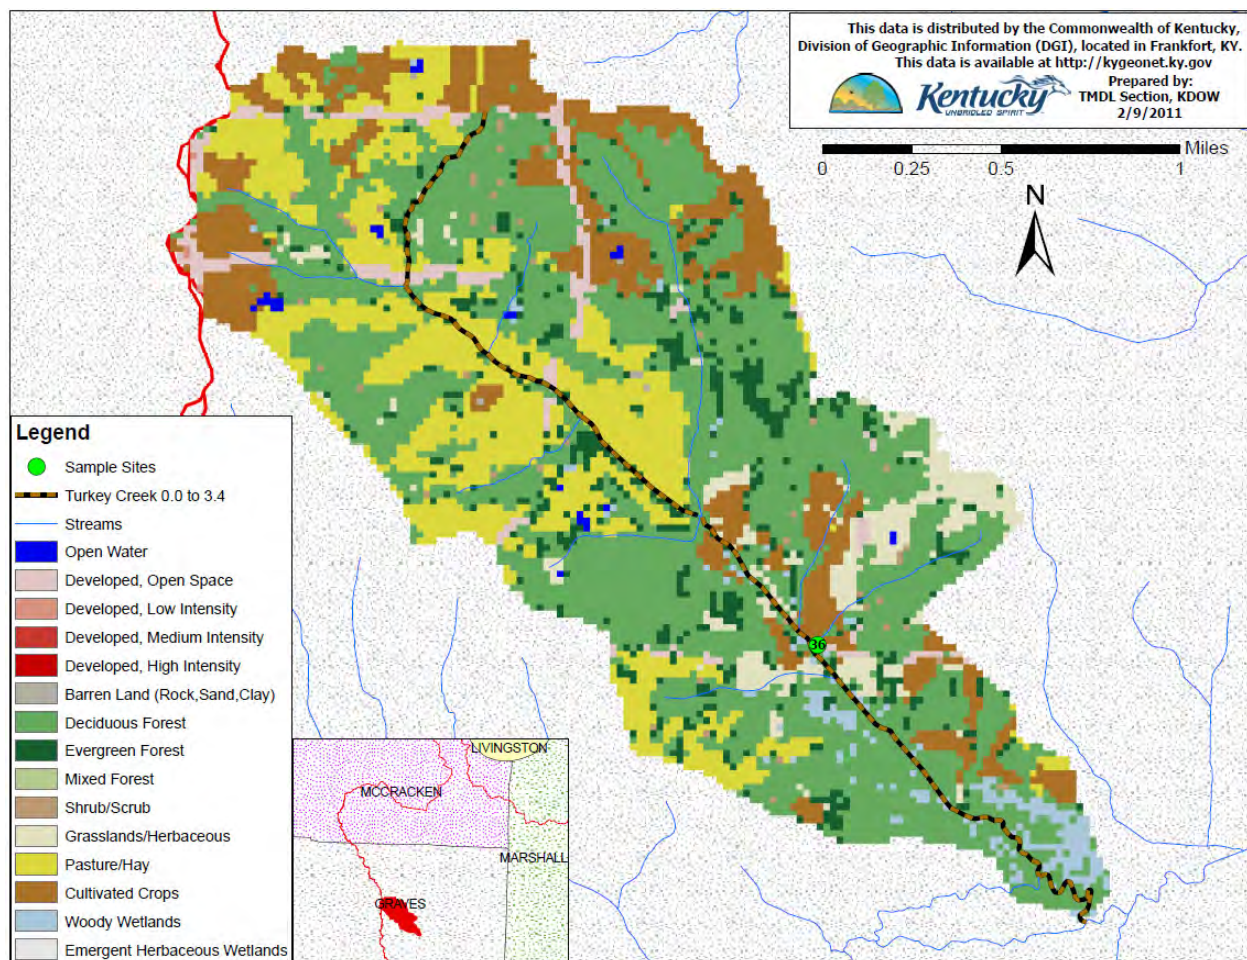 This data is distributed by the Commonwealth of Kentucky,
Division of Geographic Information (DGI), located in Frankfort, KY.
This data is available at http://kygeonet.ky.gov
Kentucky
UNBRIDLED SPIRIT
Prepared by:
TMDL Section, KDOW
2/9/2011
Miles
0 0.25 0.5 1
N
36
Legend
Sample Sites
Turkey Creek 0.0 to 3.4
Streams
Open Water
Developed, Open Space
Developed, Low Intensity
Developed, Medium Intensity
Developed, High Intensity
Barren Land (Rock,Sand,Clay)
Deciduous Forest
Evergreen Forest
Mixed Forest
Shrub/Scrub
Grasslands/Herbaceous
Pasture/Hay
Cultivated Crops
Woody Wetlands
Emergent Herbaceous Wetlands
LIVINGSTON
MCCRACKEN
MARSHALL
GRAVES